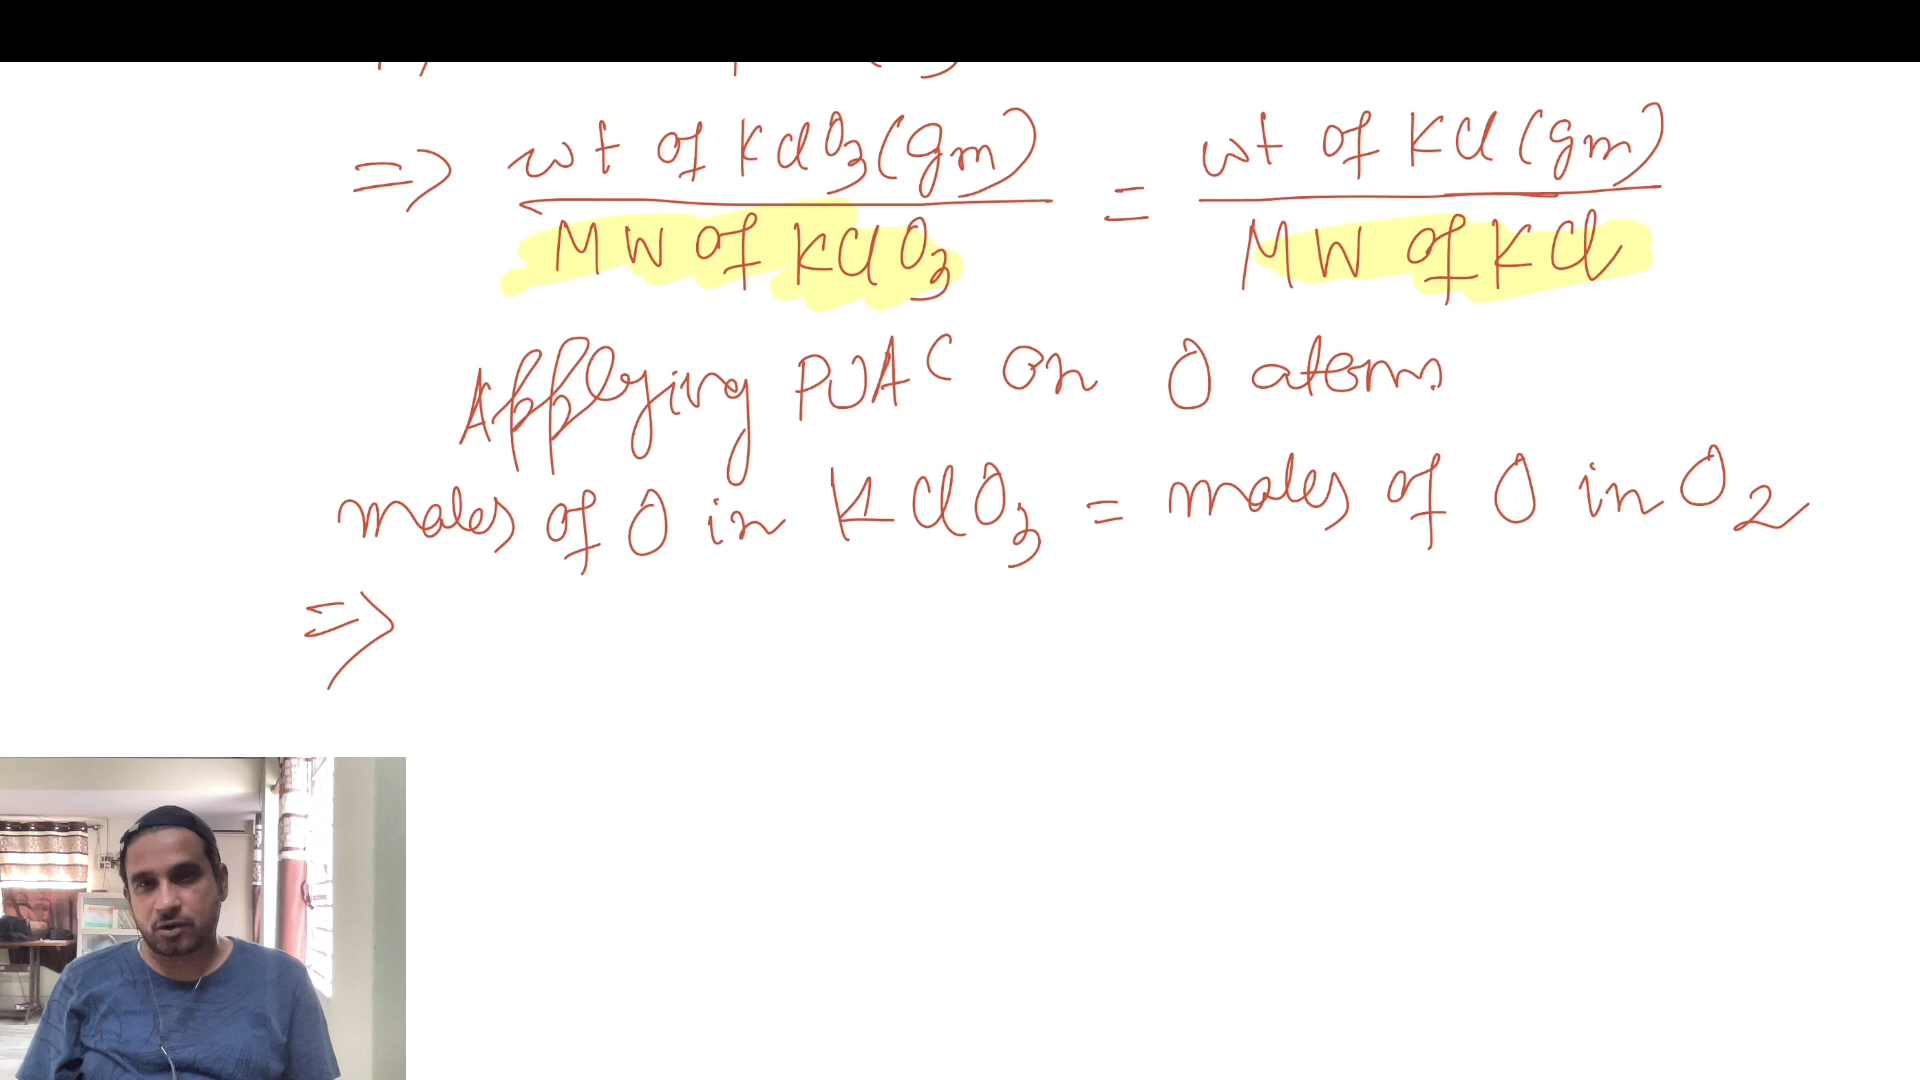 => wt of KClO3(gm) = wt of KCl (gm)
MW of KClO3 MW of KCl
Applying POAC on O atoms
moles of O in KClO3 = moles of O in O2
=>